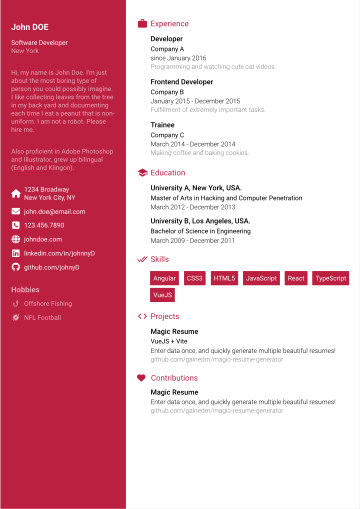 John DOE
Software Developer
New York
Hi, my name is John Doe. I'm just
about the most boring type of
person you could possibly imagine.
I like collecting leaves from the tree
in my back yard and documenting
each time I eat a peanut that is non-
uniform. I am not a robot. Please
hire me.
Also proficient in Adobe Photoshop
and Illustrator, grew up bilingual
(English and Klingon).
1234 Broadway
New York City, NY
john.doe@email.com
123.456.7890
johndoe.com
linkedin.com/in/johnnyD
github.com/johnyD
Hobbies
Offshore Fishing
NFL Football
Experience
Developer
Company A
since January 2016
Programming and watching cute cat videos.
Frontend Developer
Company B
January 2015 - December 2015
Fulfillment of extremely important tasks.
Trainee
Company C
March 2014 - December 2014
Making coffee and baking cookies.
Education
University A, New York, USA.
Master of Arts in Hacking and Computer Penetration
March 2012 - December 2013
University B, Los Angeles, USA.
Bachelor of Science in Engineering
March 2009 - December 2011
Skills
Angular CSS3 HTML5 JavaScript React TypeScript
VueJS
Projects
Magic Resume
VueJS + Vite
Enter data once, and quickly generate multiple beautiful resumes!
github.com/gainedm/magic-resume-generator
Contributions
Magic Resume
Enter data once, and quickly generate multiple beautiful resumes!
github.com/gainedm/magic-resume-generator